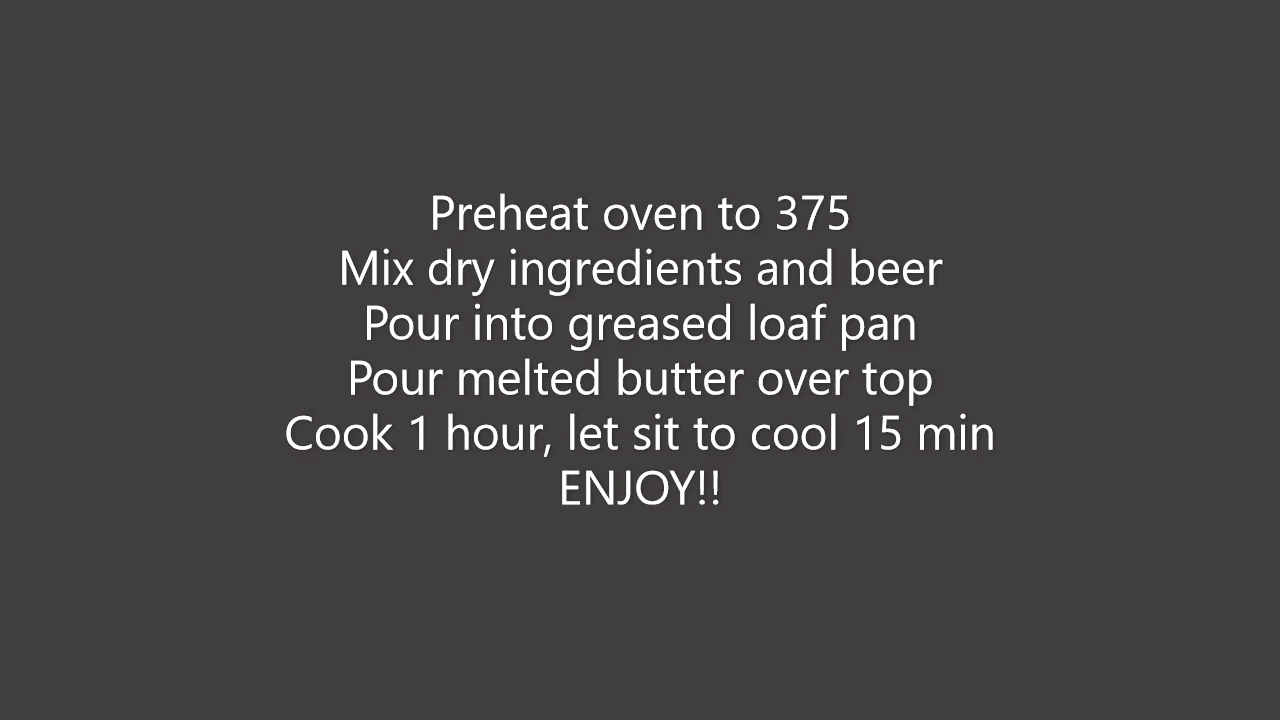 Preheat oven to 375
Mix dry ingredients and beer
Pour into greased loaf pan
Pour melted butter over top
Cook 1 hour, let sit to cool 15 min
ENJOY!!